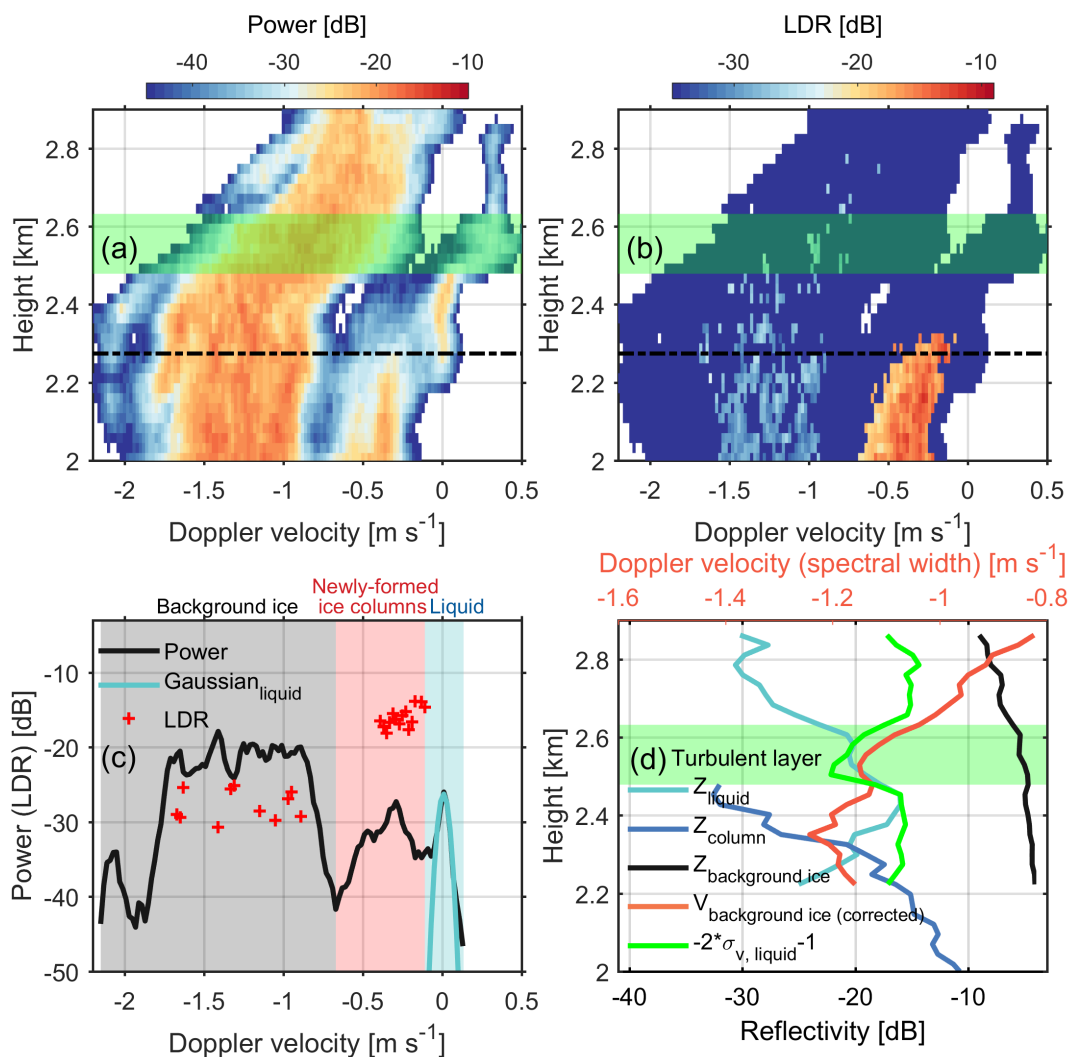 Power [dB]
-40 -30 -20 -10
2.8
2.6
2.4
2.2
2
Height [km]
(a)
-2 -1.5 -1 -0.5 0 0.5
Doppler velocity [m s⁻¹]
LDR [dB]
-30 -20 -10
2.8
2.6
2.4
2.2
2
Height [km]
(b)
-2 -1.5 -1 -0.5 0 0.5
Doppler velocity [m s⁻¹]
Newly-formed
Background ice ice columns Liquid
Power
Gaussian_liquid
LDR
(c)
-10
-20
-30
-40
-50
Power (LDR) [dB]
-2 -1.5 -1 -0.5 0 0.5
Doppler velocity [m s⁻¹]
Doppler velocity (spectral width) [m s⁻¹]
-1.6 -1.4 -1.2 -1 -0.8
2.8
2.6
2.4
2.2
2
Height [km]
(d) Turbulent layer
Z_liquid
Z_column
Z_background ice
V_background ice (corrected)
-2*σ_v, liquid-1
-40 -30 -20 -10
Reflectivity [dB]